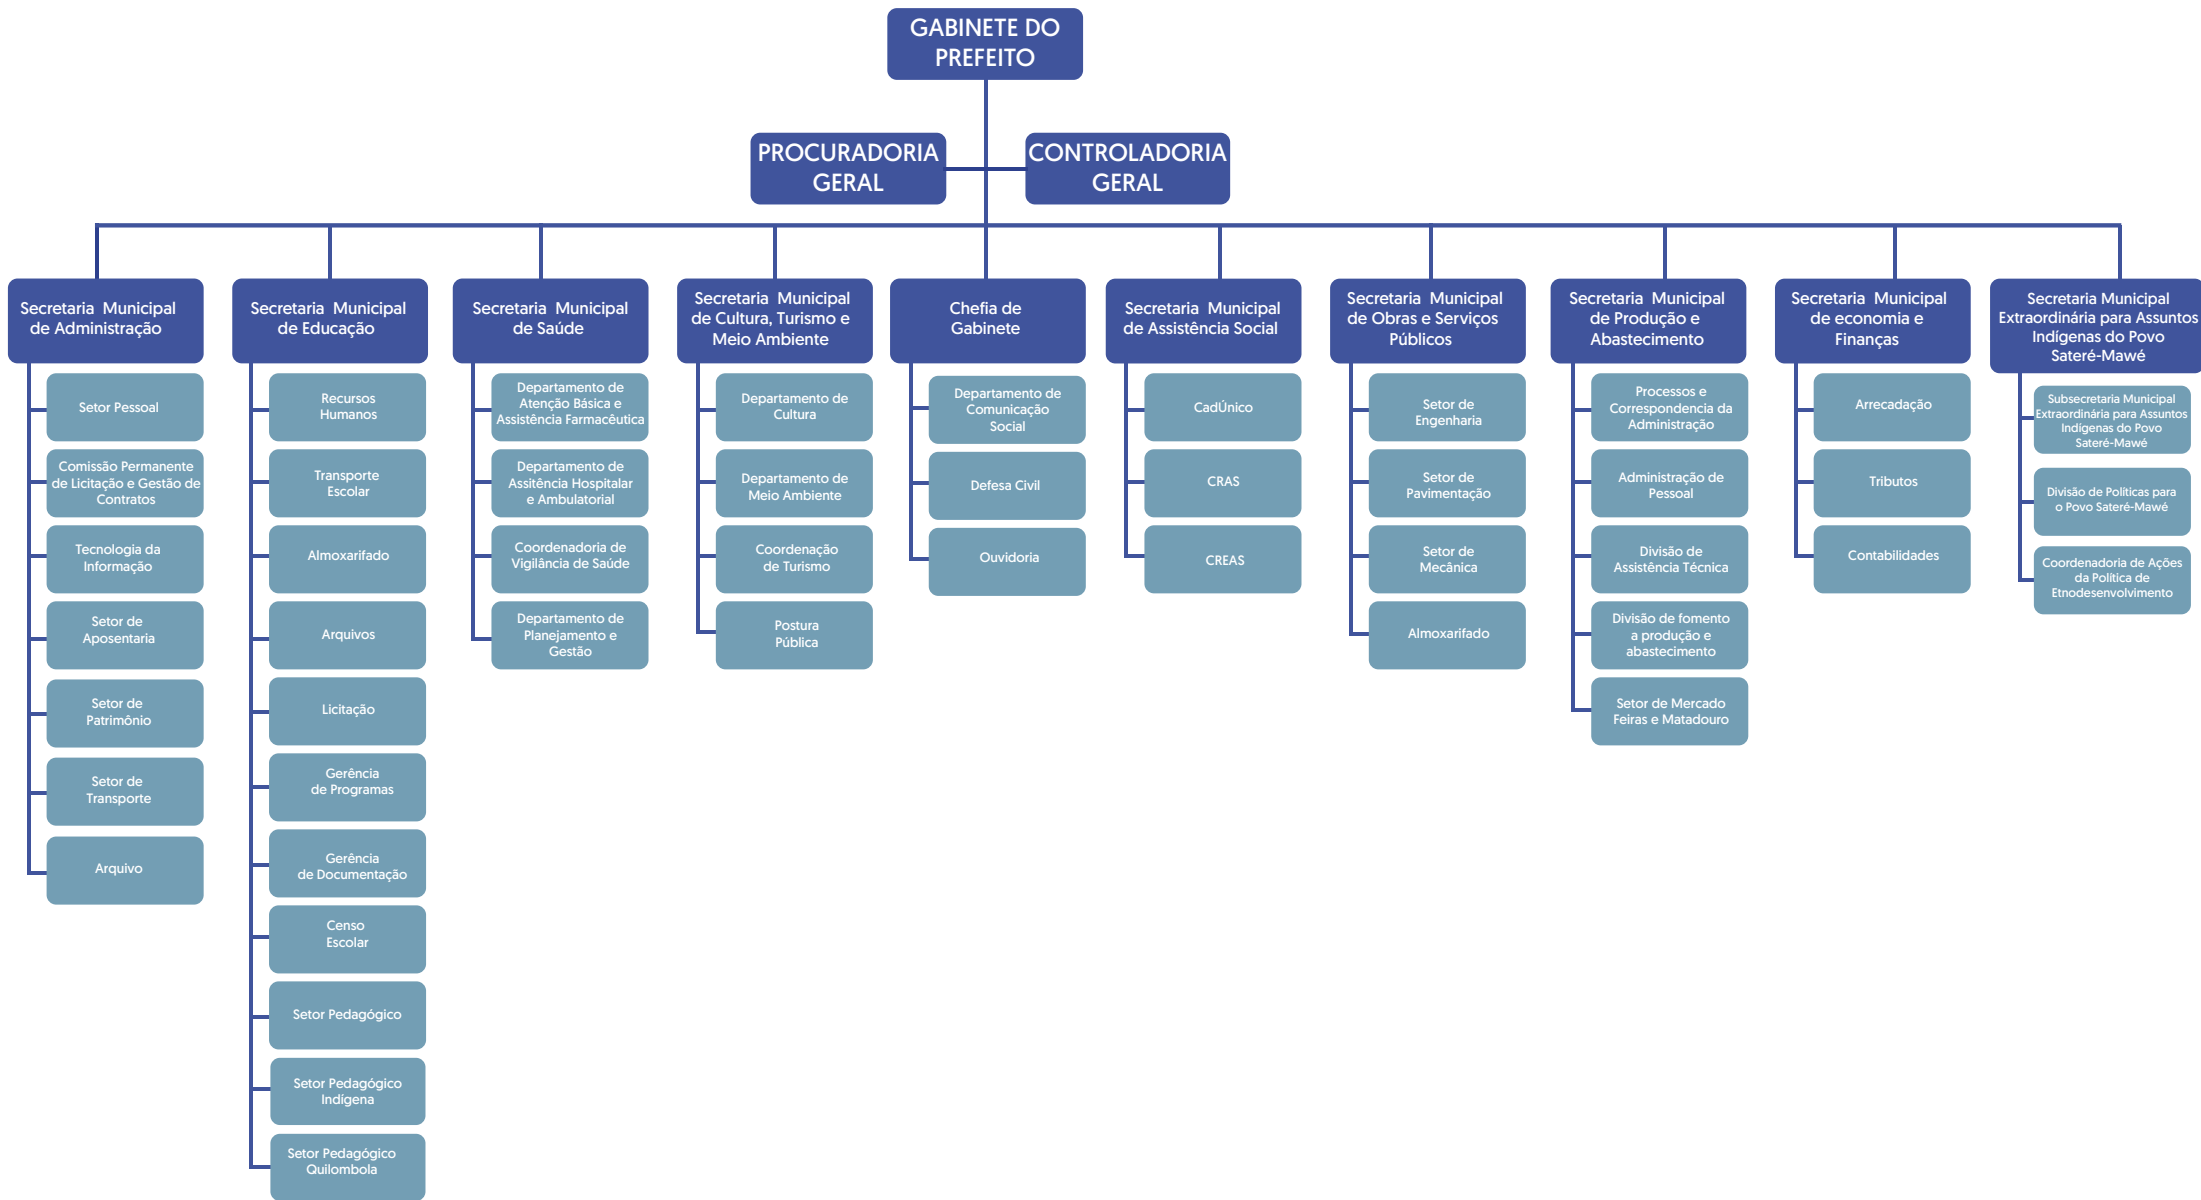 GABINETE DO
PREFEITO
PROCURADORIA
GERAL
CONTROLADORIA
GERAL
Secretaria Municipal
de Administração
Setor Pessoal
Comissão Permanente
de Licitação e Gestão de
Contratos
Tecnologia da
Informação
Setor de
Aposentaria
Setor de
Patrimônio
Setor de
Transporte
Arquivo
Secretaria Municipal
de Educação
Recursos
Humanos
Transporte
Escolar
Almoxarifado
Arquivos
Licitação
Gerência
de Programas
Gerência
de Documentação
Censo
Escolar
Setor Pedagógico
Setor Pedagógico
Indígena
Setor Pedagógico
Quilombola
Secretaria Municipal
de Saúde
Departamento de
Atenção Básica e
Assistência Farmacêutica
Departamento de
Assitência Hospitalar
e Ambulatorial
Coordenadoria de
Vigilância de Saúde
Departamento de
Planejamento e
Gestão
Secretaria Municipal
de Cultura, Turismo e
Meio Ambiente
Departamento de
Cultura
Departamento de
Meio Ambiente
Coordenação
de Turismo
Postura
Pública
Chefia de
Gabinete
Departamento de
Comunicação
Social
Defesa Civil
Ouvidoria
Secretaria Municipal
de Assistência Social
CadÚnico
CRAS
CREAS
Secretaria Municipal
de Obras e Serviços
Públicos
Setor de
Engenharia
Setor de
Pavimentação
Setor de
Mecânica
Almoxarifado
Secretaria Municipal
de Produção e
Abastecimento
Processos e
Correspondencia da
Administração
Administração de
Pessoal
Divisão de
Assistência Técnica
Divisão de fomento
a produção e
abastecimento
Setor de Mercado
Feiras e Matadouro
Secretaria Municipal
de economia e
Finanças
Arrecadação
Tributos
Contabilidades
Secretaria Municipal
Extraordinária para Assuntos
Indígenas do Povo
Sateré-Mawé
Subsecretaria Municipal
Extraordinária para Assuntos
Indígenas do Povo
Sateré-Mawé
Divisão de Políticas para
o Povo Sateré-Mawé
Coordenadoria de Ações
da Política de
Etnodesenvolvimento